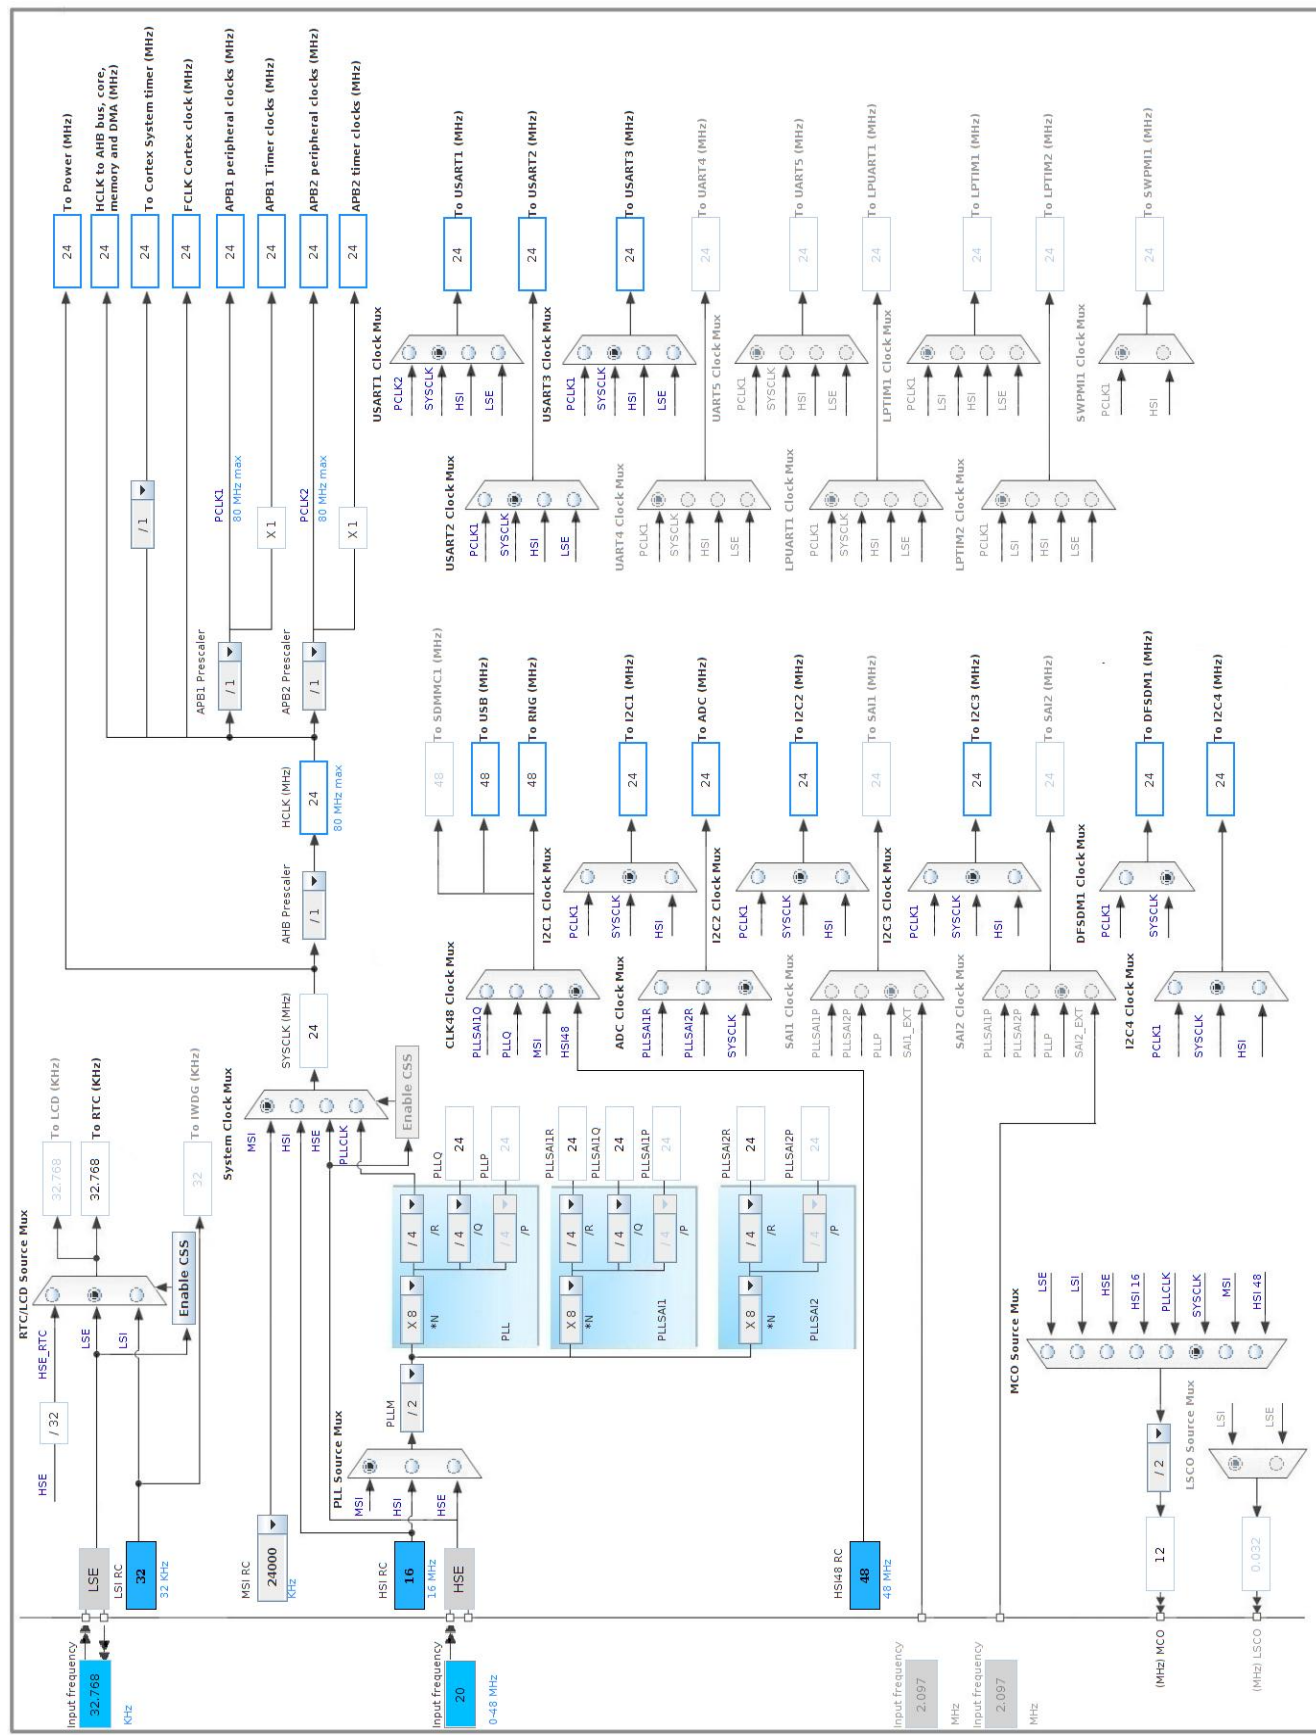 Input frequency
32.768
KHz
LSE
LSI RC
32
32 KHz
HSE
/ 32
HSE_RTC
LSE
LSI
RTC/LCD Source Mux
Enable CSS
32.768
To LCD (KHz)
32.768
To RTC (KHz)
32
To IWDG (KHz)
MSI RC
24000
KHz
HSI RC
16
16 MHz
Input frequency
20
0-48 MHz
HSE
System Clock Mux
MSI
HSI
HSE
PLLCLK
Enable CSS
SYSCLK (MHz)
24
AHB Prescaler
/ 1
HCLK (MHz)
24
80 MHz max
APB1 Prescaler
/ 1
APB2 Prescaler
/ 1
/ 1
PCLK1
80 MHz max
X 1
PCLK2
80 MHz max
X 1
24
To Power (MHz)
24
HCLK to AHB bus, core,
memory and DMA (MHz)
24
To Cortex System timer (MHz)
24
FCLK Cortex clock (MHz)
24
APB1 peripheral clocks (MHz)
24
APB1 Timer clocks (MHz)
24
APB2 peripheral clocks (MHz)
24
APB2 timer clocks (MHz)
PLL Source Mux
MSI
HSI
HSE
PLLM
/ 2
X 8
*N
PLL
/ 4
/R
/ 4
/Q
/ 4
/P
PLLQ
24
PLLP
24
X 8
*N
PLLSAI1
/ 4
/R
/ 4
/Q
/ 4
/P
PLLSAI1R
24
PLLSAI1Q
24
PLLSAI1P
24
X 8
*N
PLLSAI2
/ 4
/R
/ 4
/P
PLLSAI2R
24
PLLSAI2P
24
HSI48 RC
48
48 MHz
Input frequency
2.097
MHz
Input frequency
2.097
MHz
CLK48 Clock Mux
PLLSAI1Q
PLLQ
MSI
HSI48
48
To SDMMC1 (MHz)
48
To USB (MHz)
48
To RNG (MHz)
I2C1 Clock Mux
PCLK1
SYSCLK
HSI
24
To I2C1 (MHz)
ADC Clock Mux
PLLSAI1R
PLLSAI2R
SYSCLK
24
To ADC (MHz)
I2C2 Clock Mux
PCLK1
SYSCLK
HSI
24
To I2C2 (MHz)
SAI1 Clock Mux
PLLSAI1P
PLLSAI2P
PLLP
SAI1_EXT
24
To SAI1 (MHz)
I2C3 Clock Mux
PCLK1
SYSCLK
HSI
24
To I2C3 (MHz)
SAI2 Clock Mux
PLLSAI1P
PLLSAI2P
PLLP
SAI2_EXT
24
To SAI2 (MHz)
DFSDM1 Clock Mux
PCLK1
SYSCLK
24
To DFSDM1 (MHz)
I2C4 Clock Mux
PCLK1
SYSCLK
HSI
24
To I2C4 (MHz)
USART1 Clock Mux
PCLK2
SYSCLK
HSI
LSE
24
To USART1 (MHz)
USART2 Clock Mux
PCLK1
SYSCLK
HSI
LSE
24
To USART2 (MHz)
USART3 Clock Mux
PCLK1
SYSCLK
HSI
LSE
24
To USART3 (MHz)
UART4 Clock Mux
PCLK1
SYSCLK
HSI
LSE
24
To UART4 (MHz)
UART5 Clock Mux
PCLK1
SYSCLK
HSI
LSE
24
To UART5 (MHz)
LPUART1 Clock Mux
PCLK1
SYSCLK
HSI
LSE
24
To LPUART1 (MHz)
LPTIM1 Clock Mux
PCLK1
LSI
HSI
LSE
24
To LPTIM1 (MHz)
LPTIM2 Clock Mux
PCLK1
LSI
HSI
LSE
24
To LPTIM2 (MHz)
SWPMI1 Clock Mux
PCLK1
HSI
24
To SWPMI1 (MHz)
MCO Source Mux
LSE
LSI
HSE
HSI 16
PLLCLK
SYSCLK
MSI
HSI 48
/ 2
12
(MHz) MCO
LSCO Source Mux
LSI
LSE
0.032
(MHz) LSCO